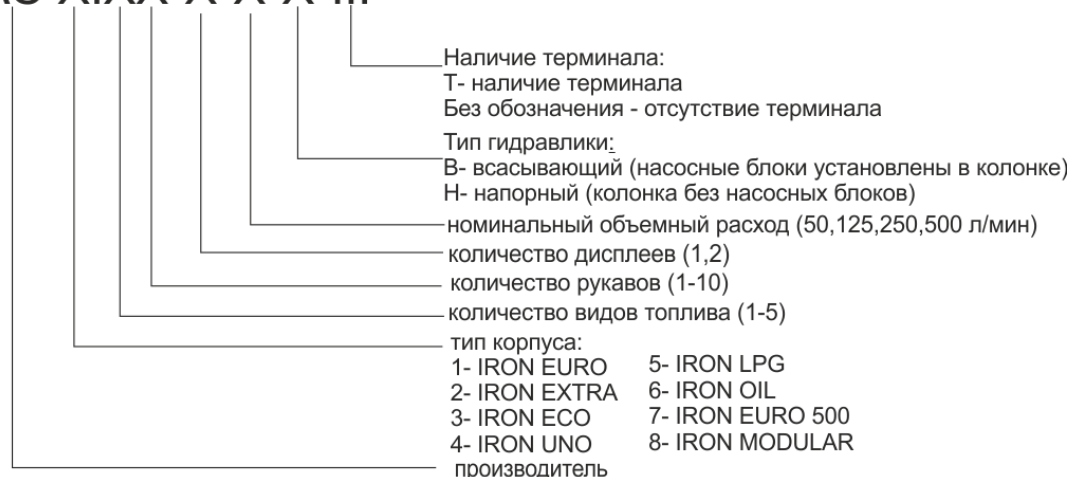 Наличие терминала:
Т- наличие терминала
Без обозначения - отсутствие терминала
Тип гидравлики:
В- всасывающий (насосные блоки установлены в колонке)
Н- напорный (колонка без насосных блоков)
номинальный объемный расход (50,125,250,500 л/мин)
количество дисплеев (1,2)
количество рукавов (1-10)
количество видов топлива (1-5)
тип корпуса:
1- IRON EURO
2- IRON EXTRA
3- IRON ECO
4- IRON UNO
5- IRON LPG
6- IRON OIL
7- IRON EURO 500
8- IRON MODULAR
производитель